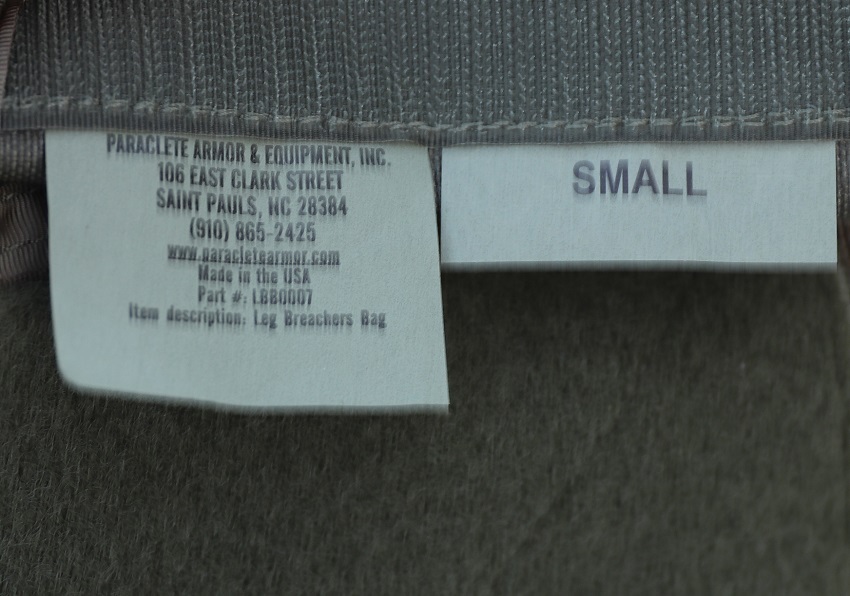 PARACLETE ARMOR & EQUIPMENT, INC.
106 EAST CLARK STREET
SAINT PAULS, NC 28384
(910) 865-2425
www.paracletearmor.com
Made in the USA
Part #: LBB0007
Item description: Leg Breachers Bag
SMALL